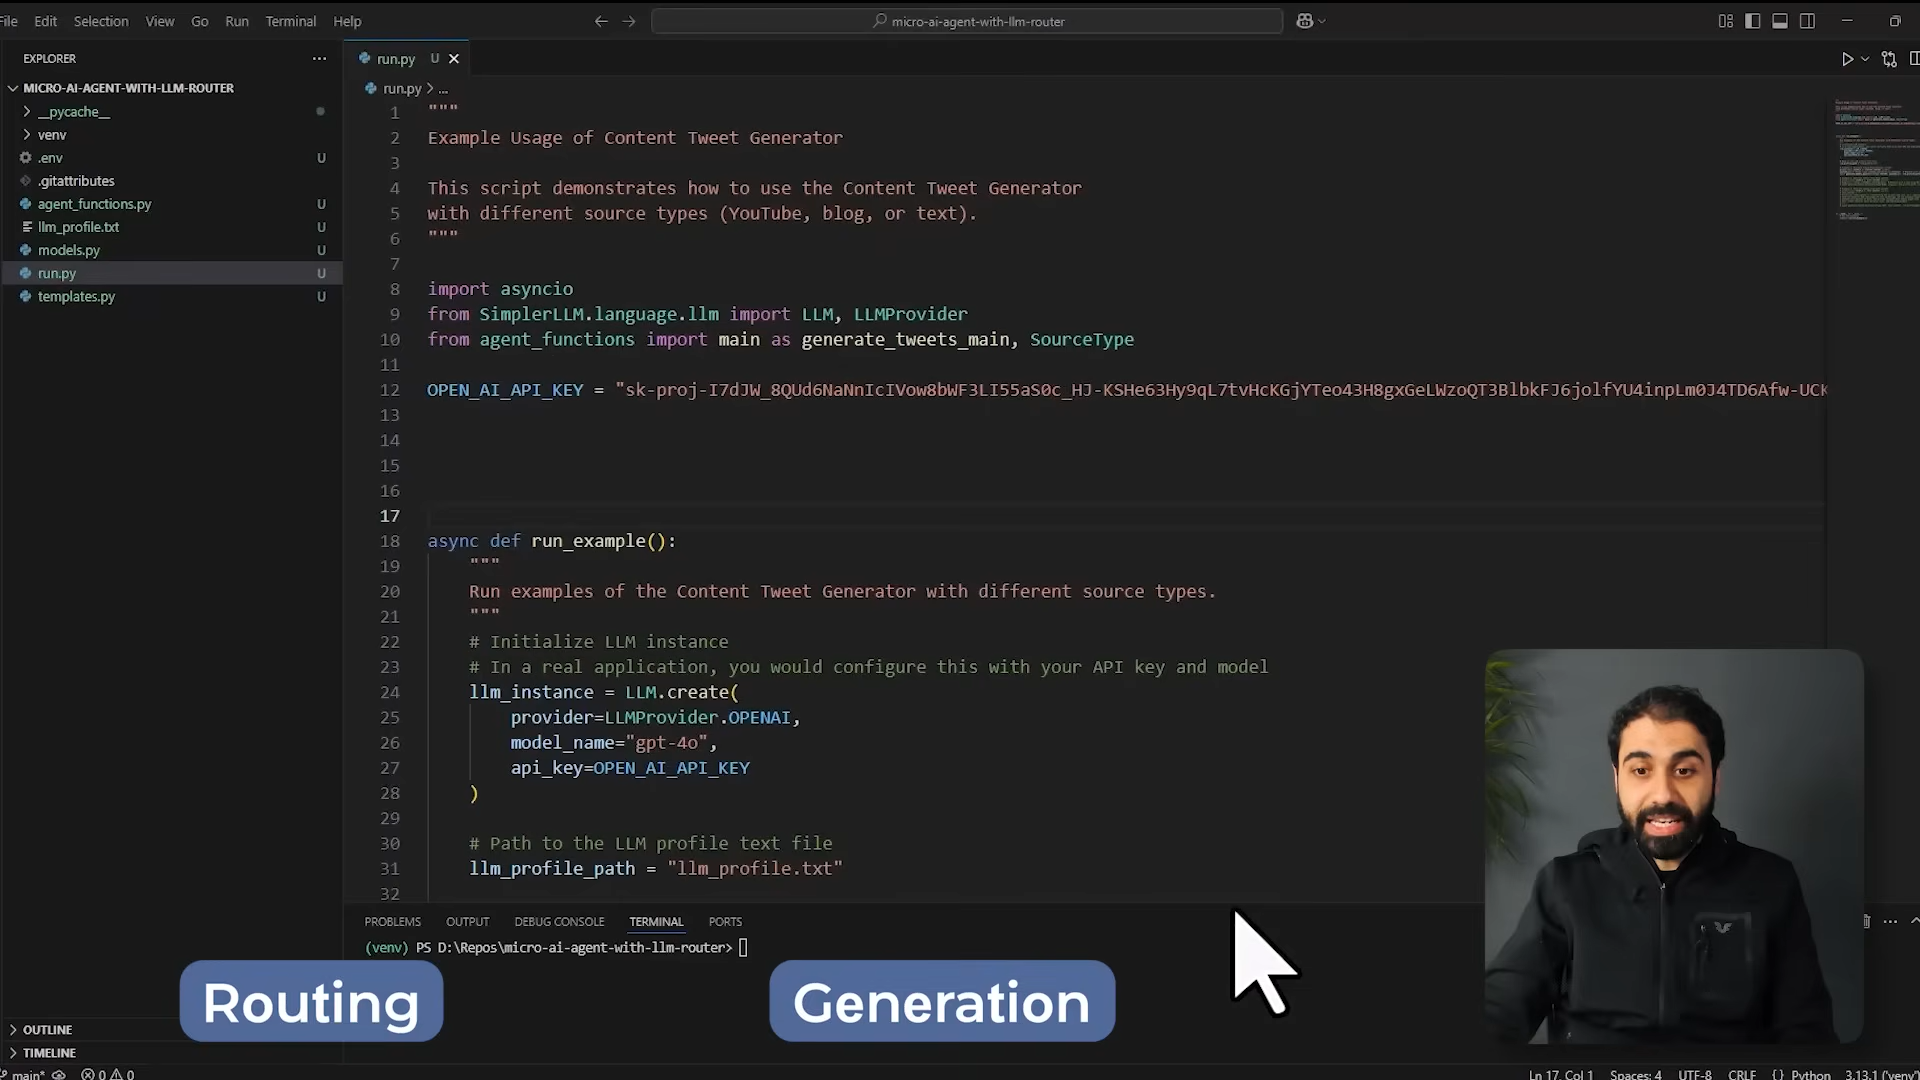 File Edit Selection View Go Run Terminal Help
micro-ai-agent-with-llm-router
EXPLORER
MICRO-AI-AGENT-WITH-LLM-ROUTER
__pycache__
venv
.env U
.gitattributes
agent_functions.py U
llm_profile.txt U
models.py U
run.py U
templates.py U
OUTLINE
TIMELINE
run.py U
run.py > ...
1 """
2 Example Usage of Content Tweet Generator
3
4 This script demonstrates how to use the Content Tweet Generator
5 with different source types (YouTube, blog, or text).
6 """
7
8 import asyncio
9 from SimplerLLM.language.llm import LLM, LLMProvider
10 from agent_functions import main as generate_tweets_main, SourceType
11
12 OPEN_AI_API_KEY = "sk-proj-I7dJW_8QUd6NaNnIcIVow8bWF3LI55aS0c_HJ-KSHe63Hy9qL7tvHcKGjYTeo43H8gxGeLWzoQT3BlbkFJ6jolfYU4inpLm0J4TD6Afw-UCK
13
14
15
16
17
18 async def run_example():
19 """
20 Run examples of the Content Tweet Generator with different source types.
21 """
22 # Initialize LLM instance
23 # In a real application, you would configure this with your API key and model
24 llm_instance = LLM.create(
25 provider=LLMProvider.OPENAI,
26 model_name="gpt-4o",
27 api_key=OPEN_AI_API_KEY
28 )
29
30 # Path to the LLM profile text file
31 llm_profile_path = "llm_profile.txt"
32
PROBLEMS OUTPUT DEBUG CONSOLE TERMINAL PORTS
(venv) PS D:\Repos\micro-ai-agent-with-llm-router>
Routing
Generation
main* 0 0
Ln 17, Col 1 Spaces: 4 UTF-8 CRLF {} Python 3.13.1 ('venv')